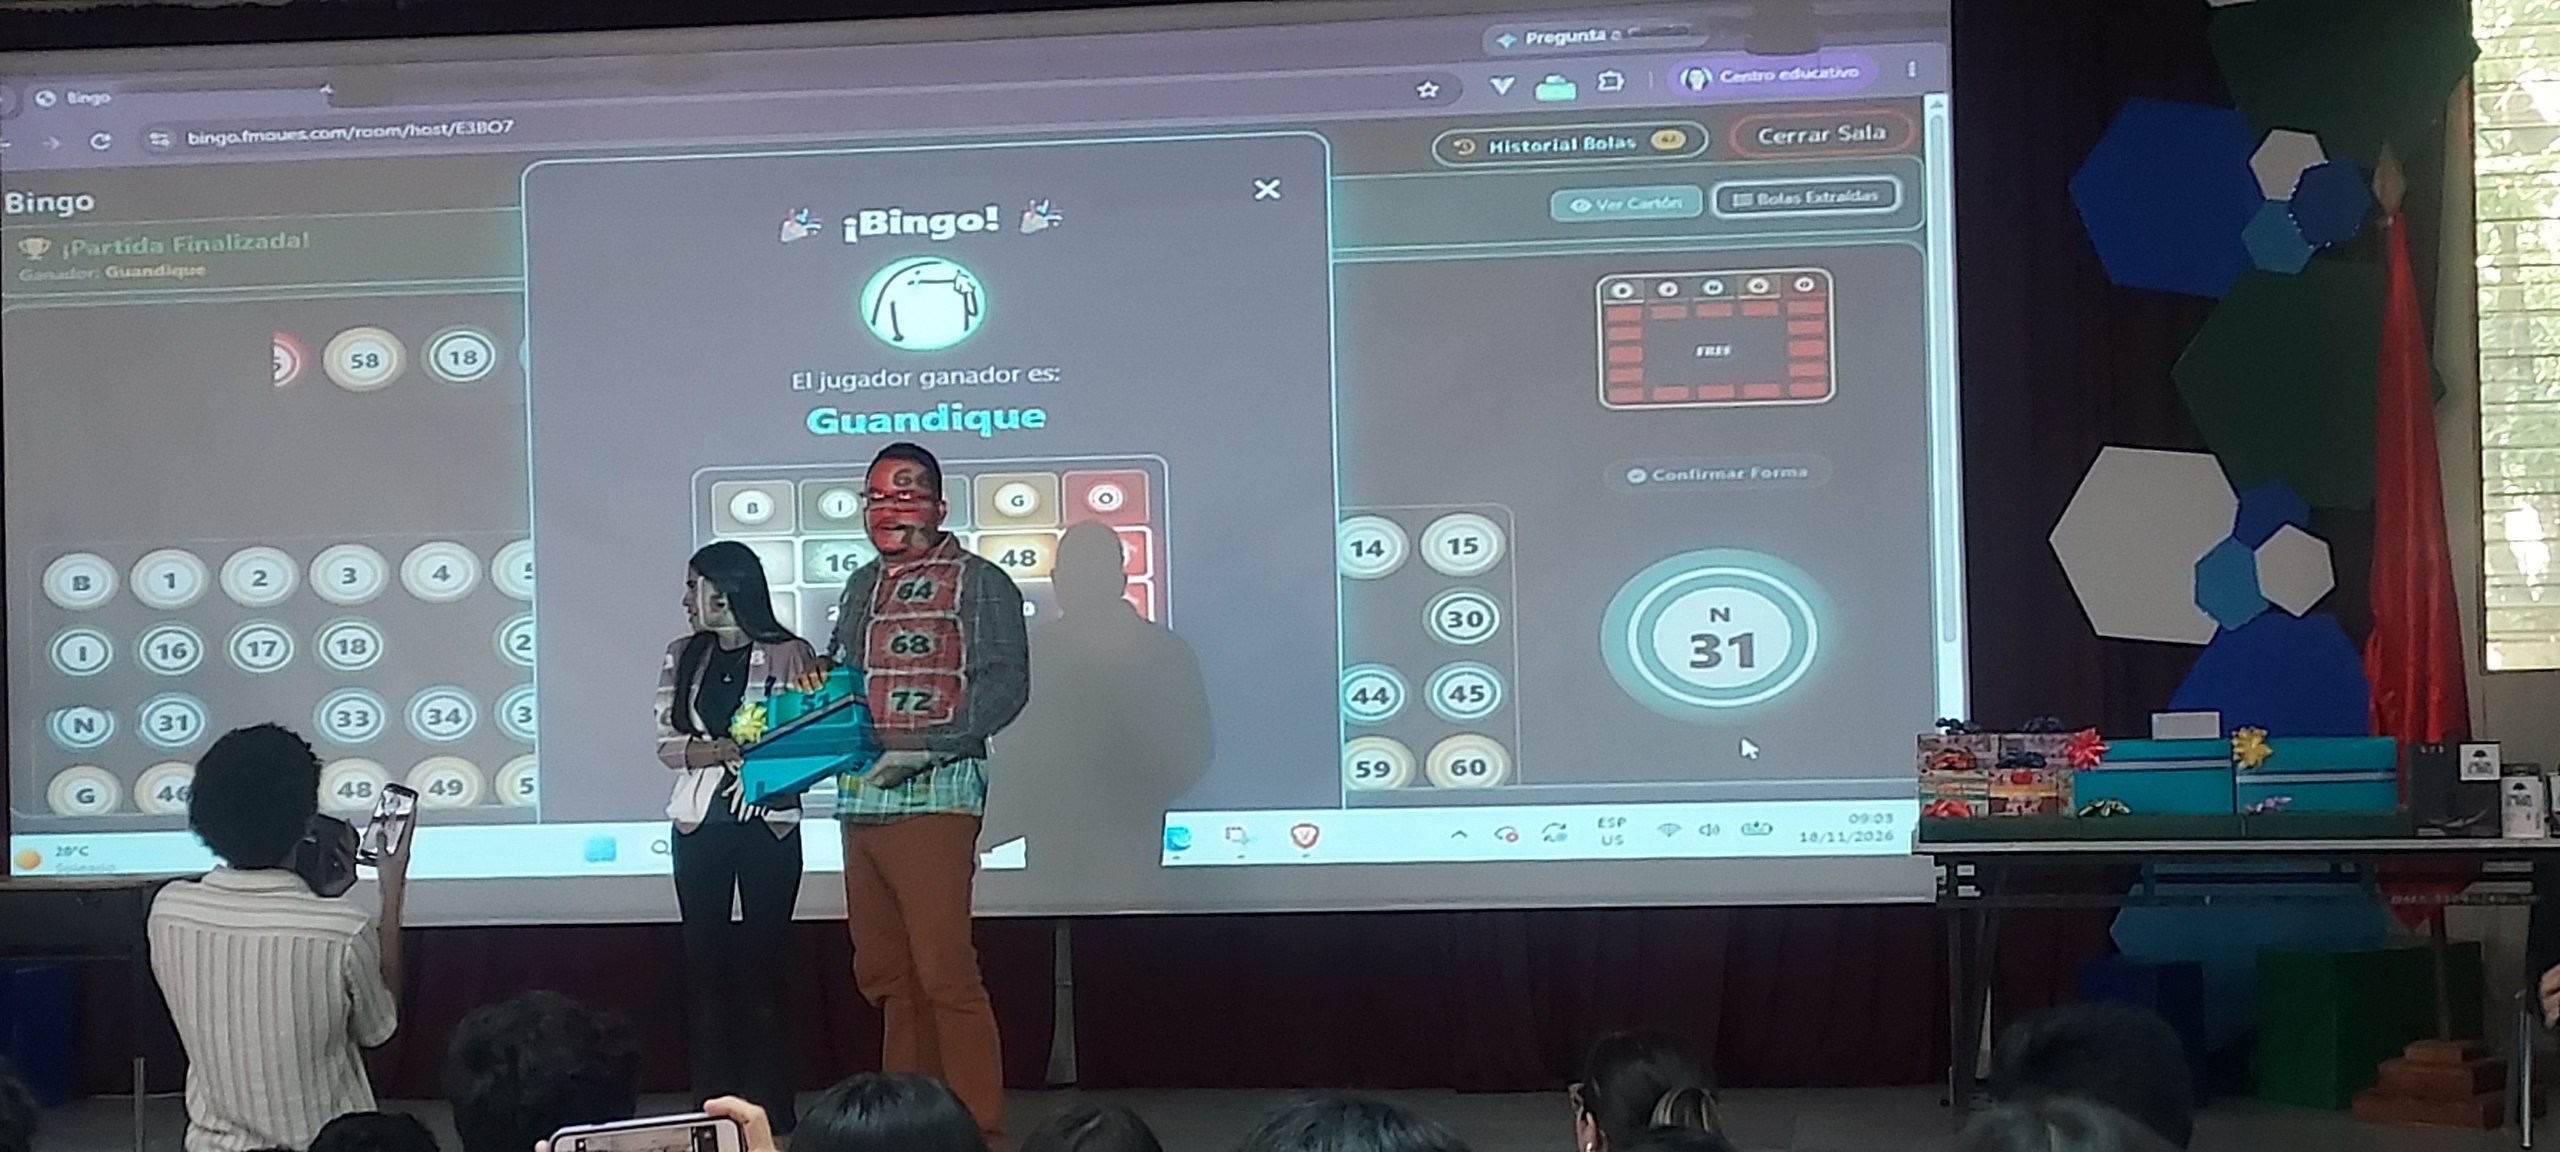 Pregunta a
Bingo
Centro educativo
bingo.fmoues.com/room/host/E3BO7
Historial Bolas
Cerrar Sala
Bingo
¡Bingo!
Ver Cartón
Bolas Extraídas
¡Partida Finalizada!
Ganador: Guandique
B I N G O
58 18
FREE
El jugador ganador es:
Guandique
Confirmar Forma
B I G O
16 48
64
68
72
B 1 2 3 4
14 15
I 16 17 18
30
N 31 33 34
44 45
G 46 48 49
59 60
N
31
28°C
Soleado
ESP
US
09:03
18/11/2026